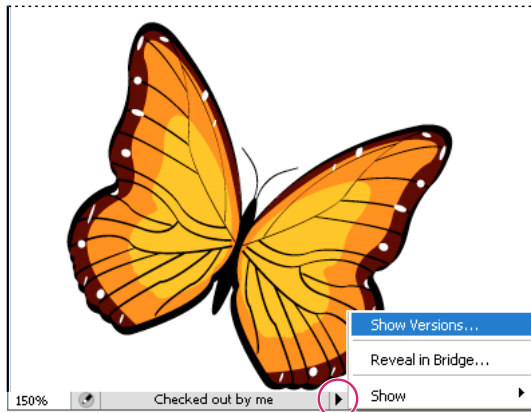 Show Versions...
Reveal in Bridge...
Show
150%
Checked out by me